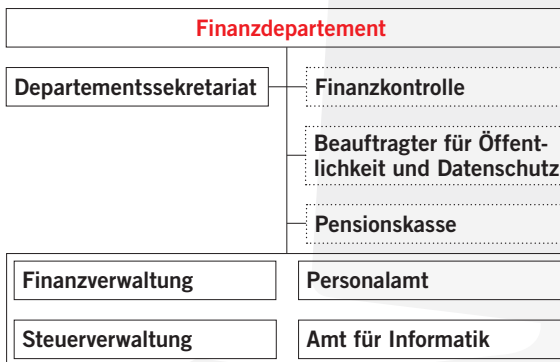 Finanzdepartement
Departementssekretariat
Finanzkontrolle
Beauftragter für Öffent-
lichkeit und Datenschutz
Pensionskasse
Finanzverwaltung
Personalamt
Steuerverwaltung
Amt für Informatik